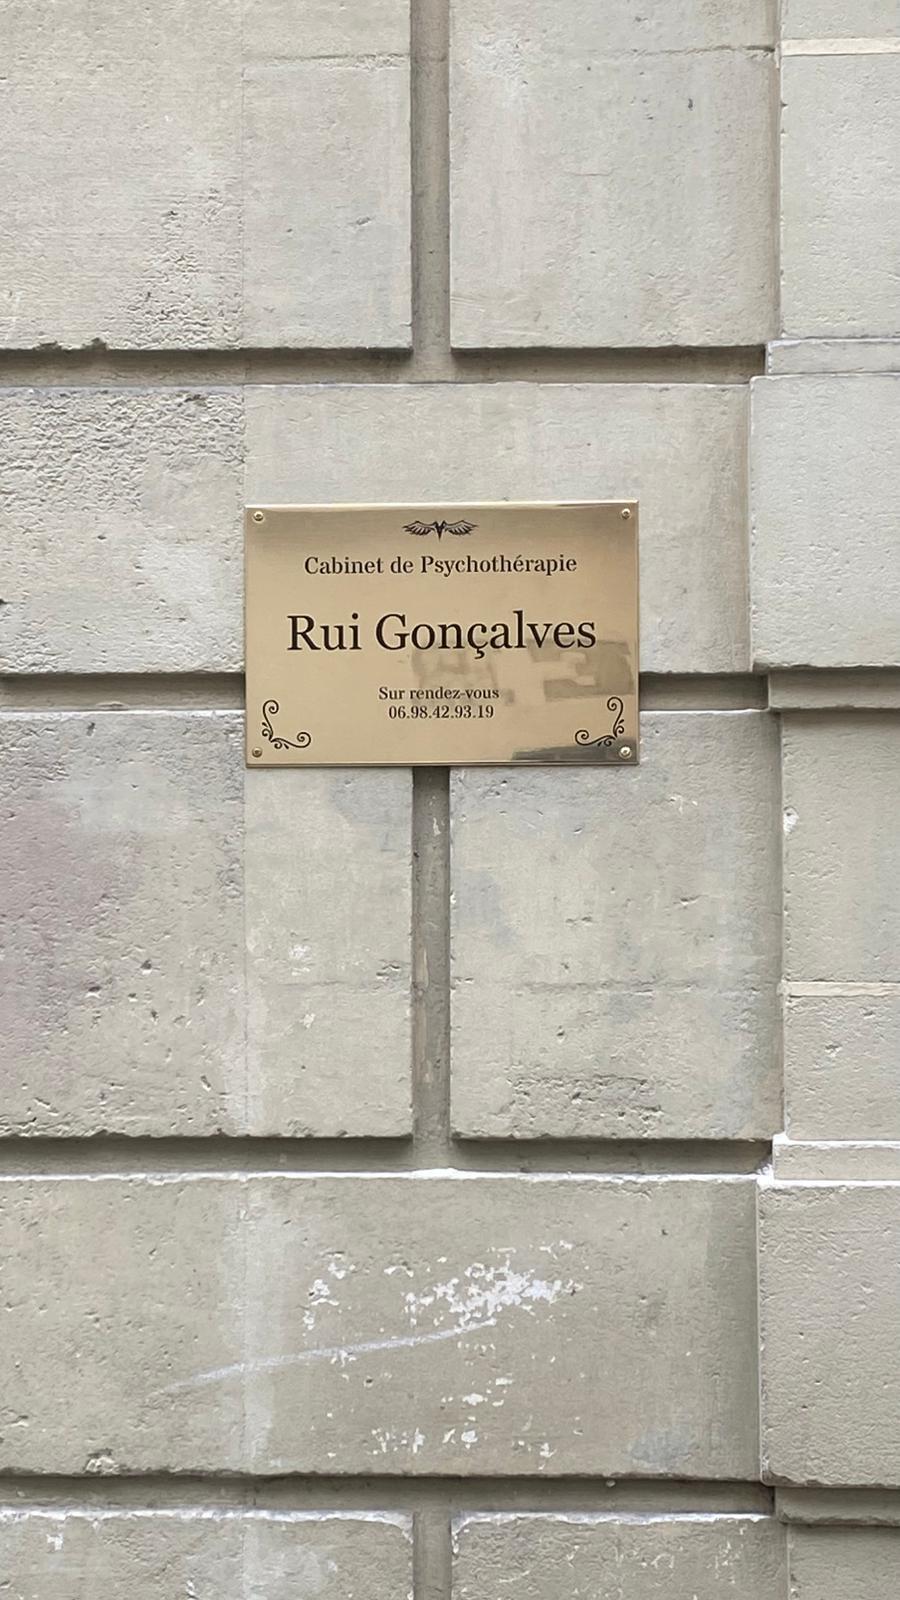 Cabinet de Psychothérapie
Rui Gonçalves
Sur rendez-vous
06.98.42.93.19